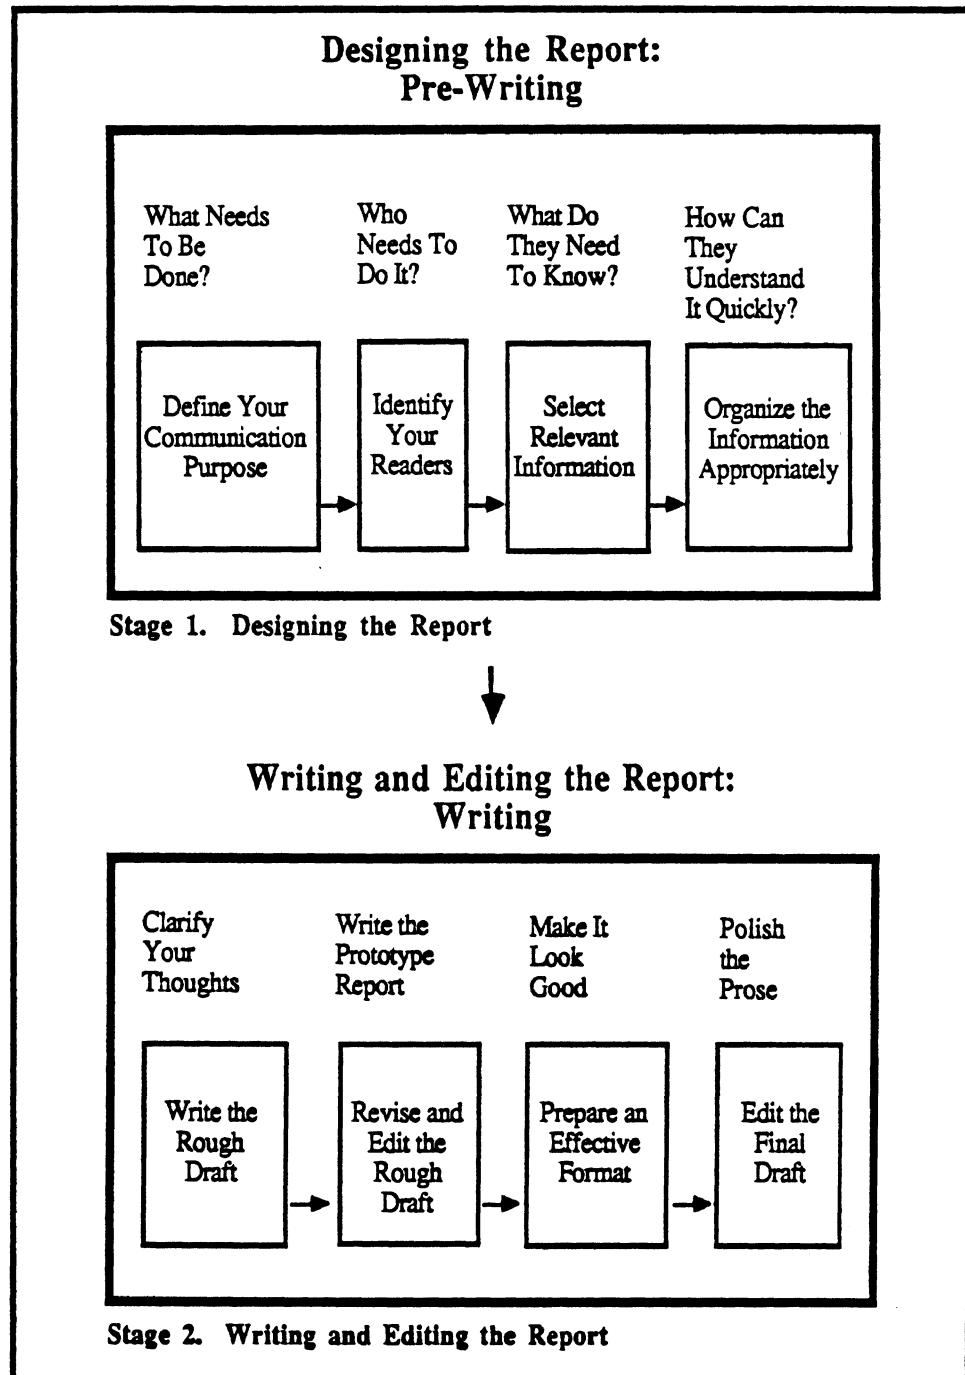 Designing the Report:
Pre-Writing
What Needs
To Be
Done?
Who
Needs To
Do It?
What Do
They Need
To Know?
How Can
They
Understand
It Quickly?
Define Your
Communication
Purpose
Identify
Your
Readers
Select
Relevant
Information
Organize the
Information
Appropriately
Stage 1. Designing the Report
Writing and Editing the Report:
Writing
Clarify
Your
Thoughts
Write the
Prototype
Report
Make It
Look
Good
Polish
the
Prose
Write the
Rough
Draft
Revise and
Edit the
Rough
Draft
Prepare an
Effective
Format
Edit the
Final
Draft
Stage 2. Writing and Editing the Report